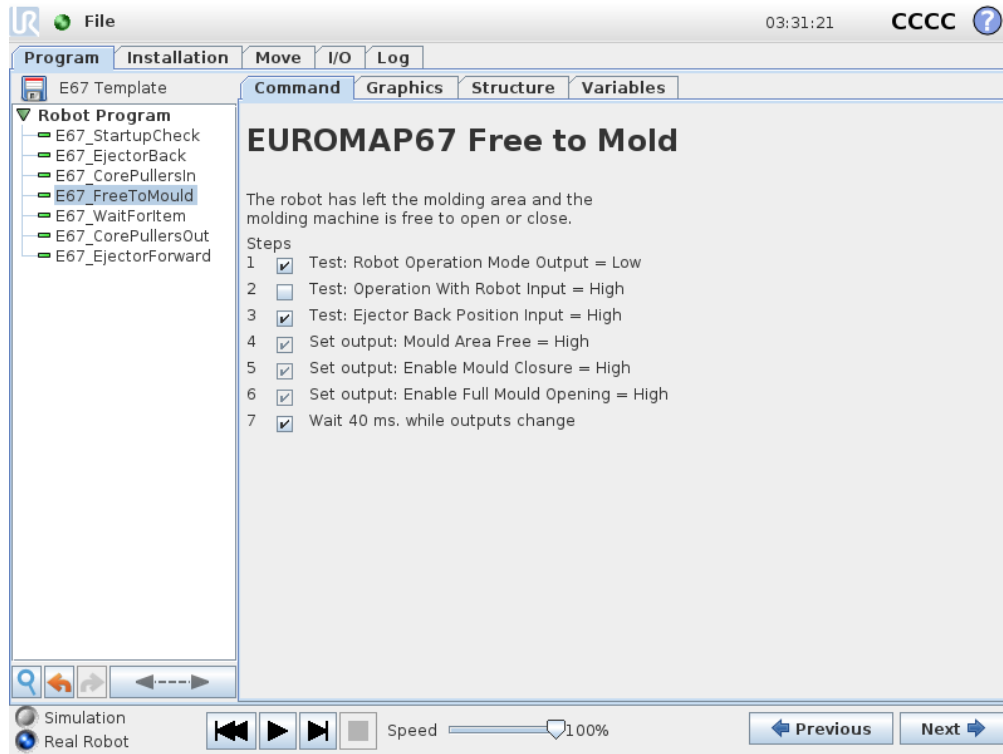 UR File 03:31:21 CCCC ?
Program Installation Move I/O Log
E67 Template Command Graphics Structure Variables
Robot Program
E67_StartupCheck
E67_EjectorBack
E67_CorePullersIn
E67_FreeToMould
E67_WaitForItem
E67_CorePullersOut
E67_EjectorForward
EUROMAP67 Free to Mold
The robot has left the molding area and the
molding machine is free to open or close.
Steps
1 Test: Robot Operation Mode Output = Low
2 Test: Operation With Robot Input = High
3 Test: Ejector Back Position Input = High
4 Set output: Mould Area Free = High
5 Set output: Enable Mould Closure = High
6 Set output: Enable Full Mould Opening = High
7 Wait 40 ms. while outputs change
Simulation
Real Robot
Speed 100%
Previous Next